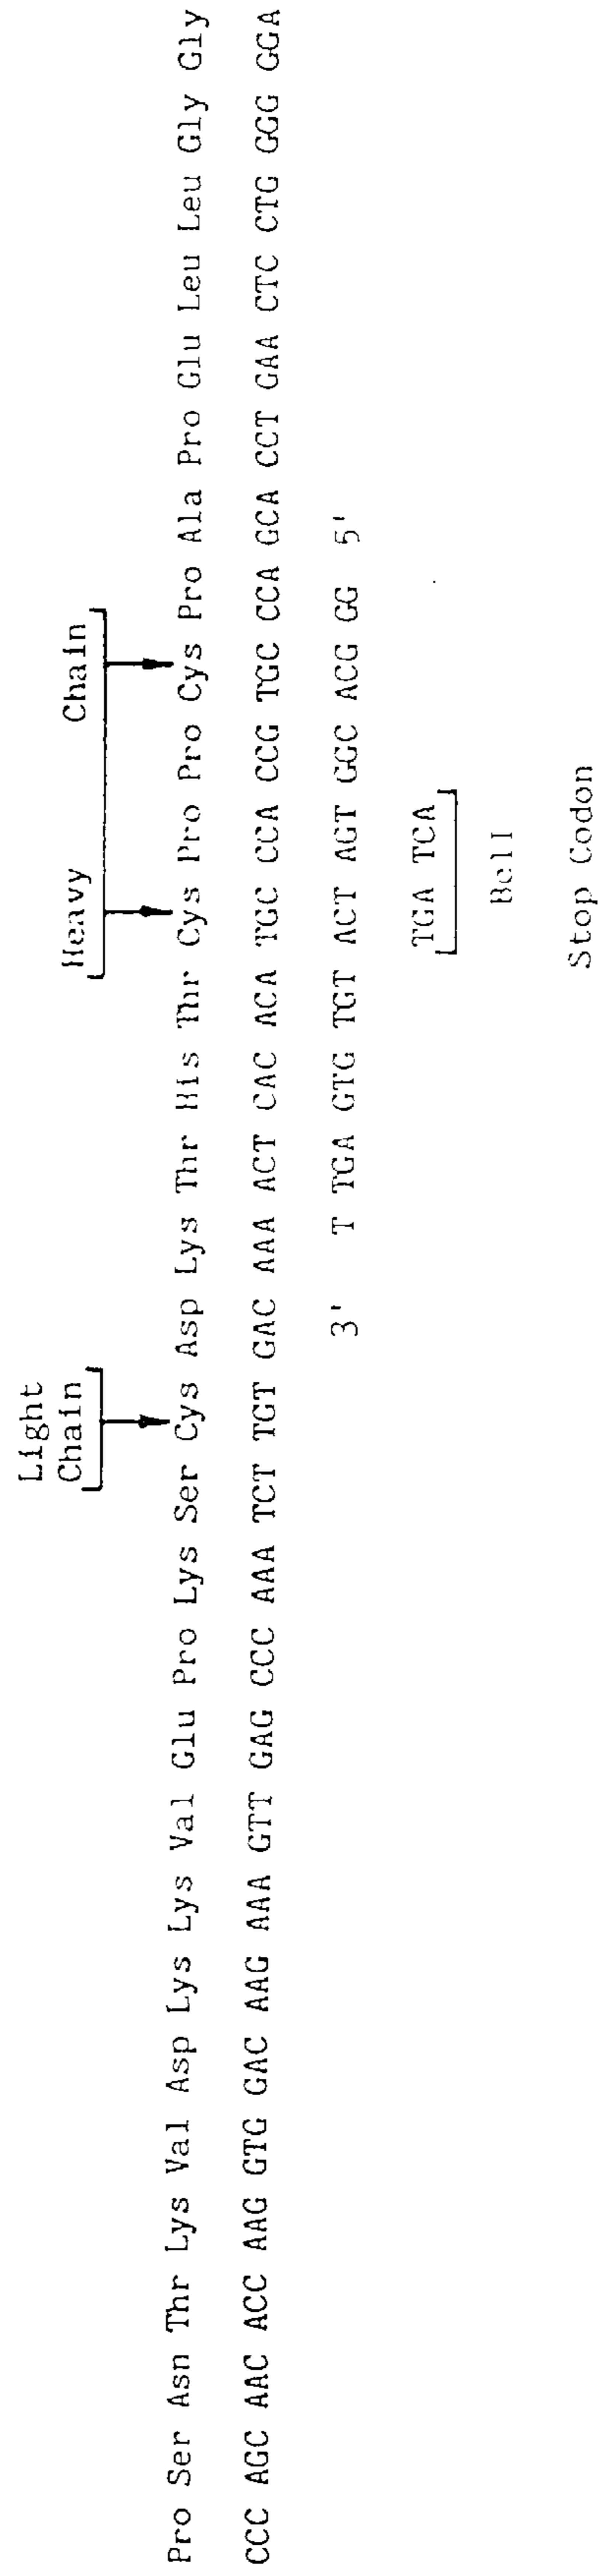 Light
Chain
Heavy Chain
Pro Ser Asn Thr Lys Val Asp Lys Lys Val Glu Pro Lys Ser Cys Asp Lys Thr His Thr Cys Pro Pro Cys Pro Ala Pro Glu Leu Leu Gly Gly
CCC AGC AAC ACC AAG GTG GAC AAG AAA GTT GAG CCC AAA TCT TGT GAC AAA ACT CAC ACA TGC CCA CCG TGC CCA GCA CCT GAA CTC CTG GGG GGA
3' T TGA GTG TGT ACT AGT GGC ACG GG 5'
TGA TCA
BclI
Stop Codon